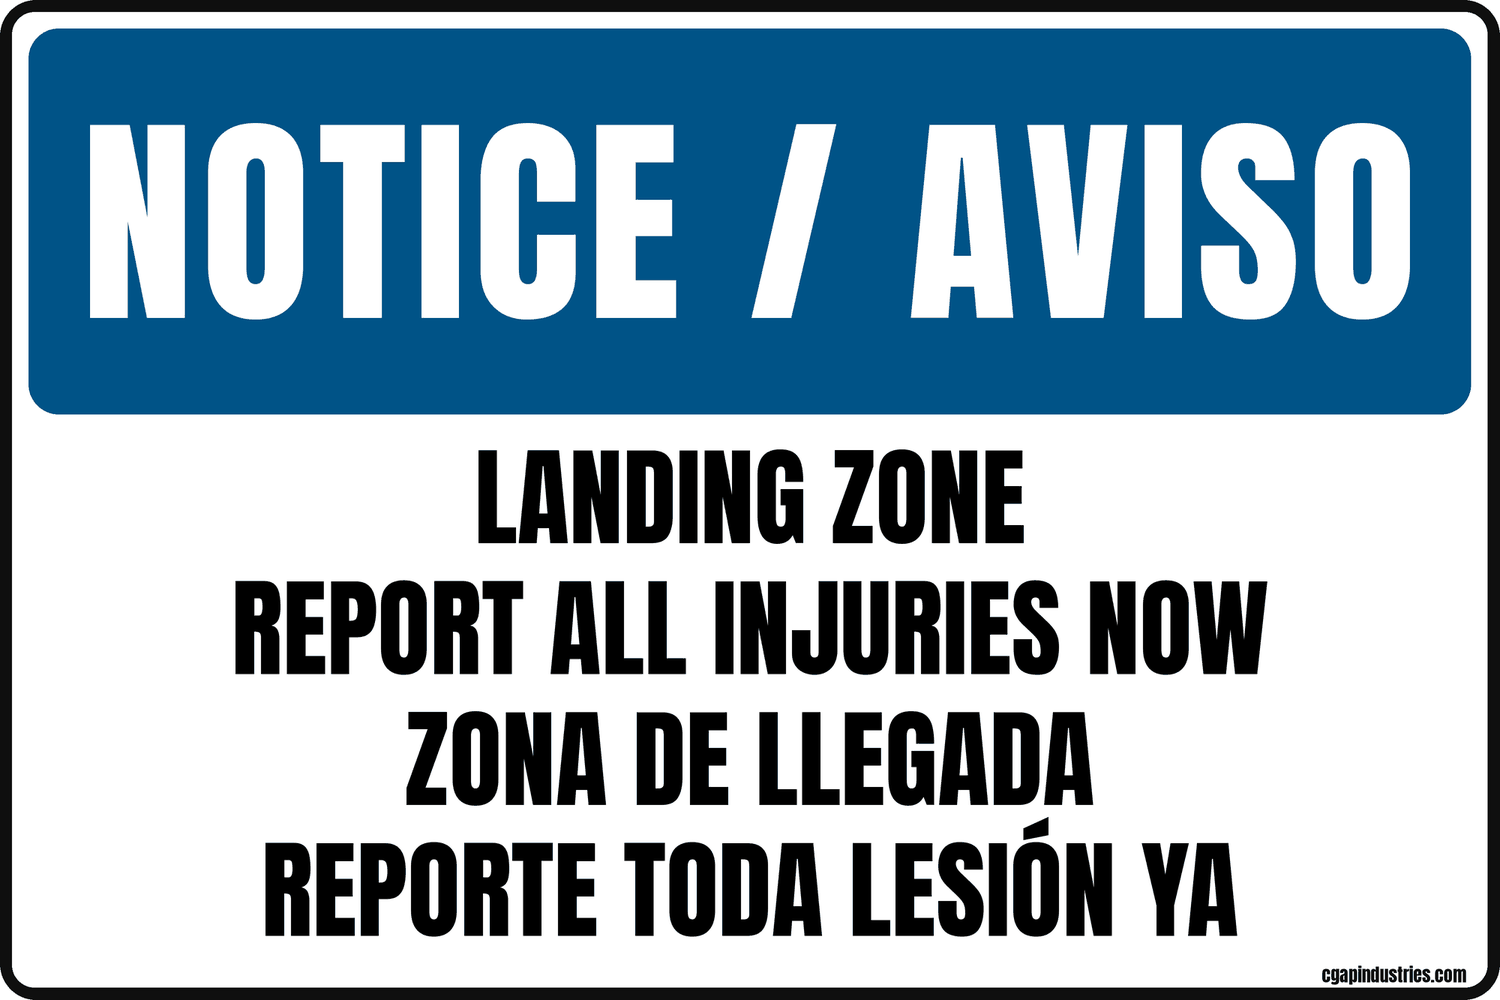 NOTICE / AVISO
LANDING ZONE
REPORT ALL INJURIES NOW
ZONA DE LLEGADA
REPORTE TODA LESIÓN YA
cgapindustries.com